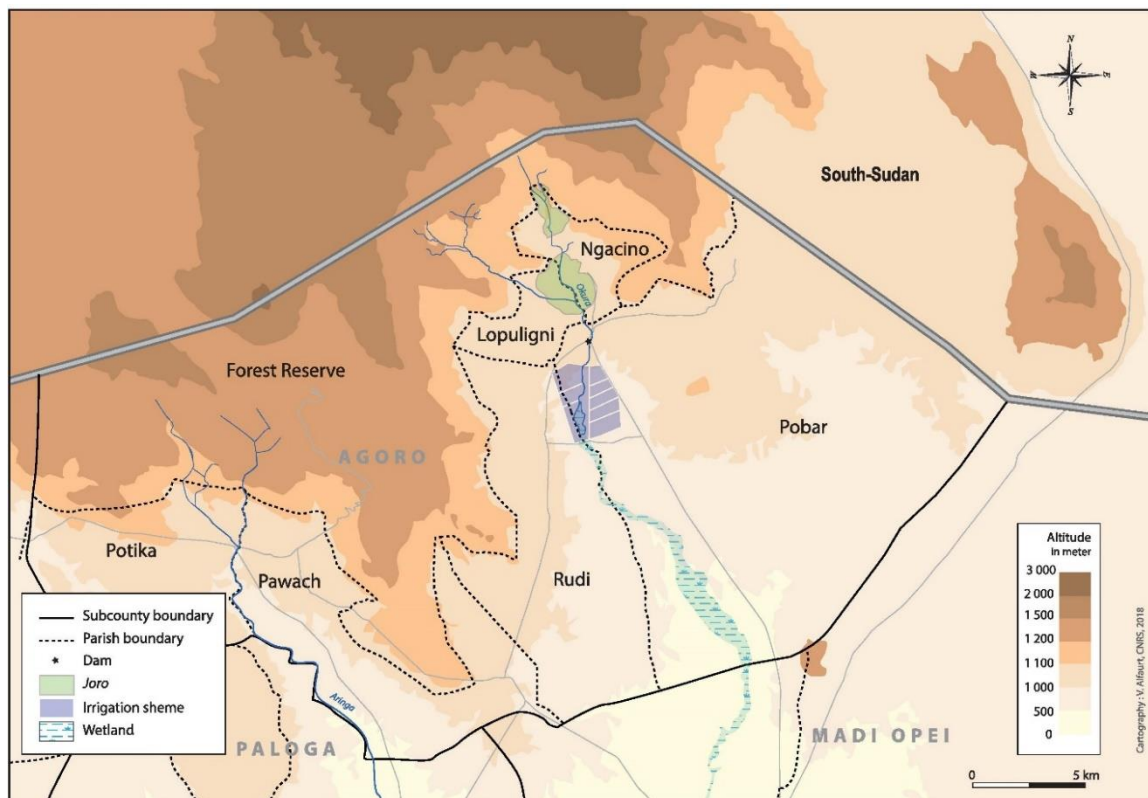 N
W
E
S
South-Sudan
Ngacino
Okura
Lopuligni
Forest Reserve
AGORO
Pobar
Potika
Pawach
Rudi
Aringa
PALOGA
MADI OPEI
Subcounty boundary
Parish boundary
Dam
Joro
Irrigation sheme
Wetland
Altitude
in meter
3 000
2 000
1 500
1 200
1 100
1 000
500
0
0 5 km
Cartography : V. Alfaurt, CNRS, 2018